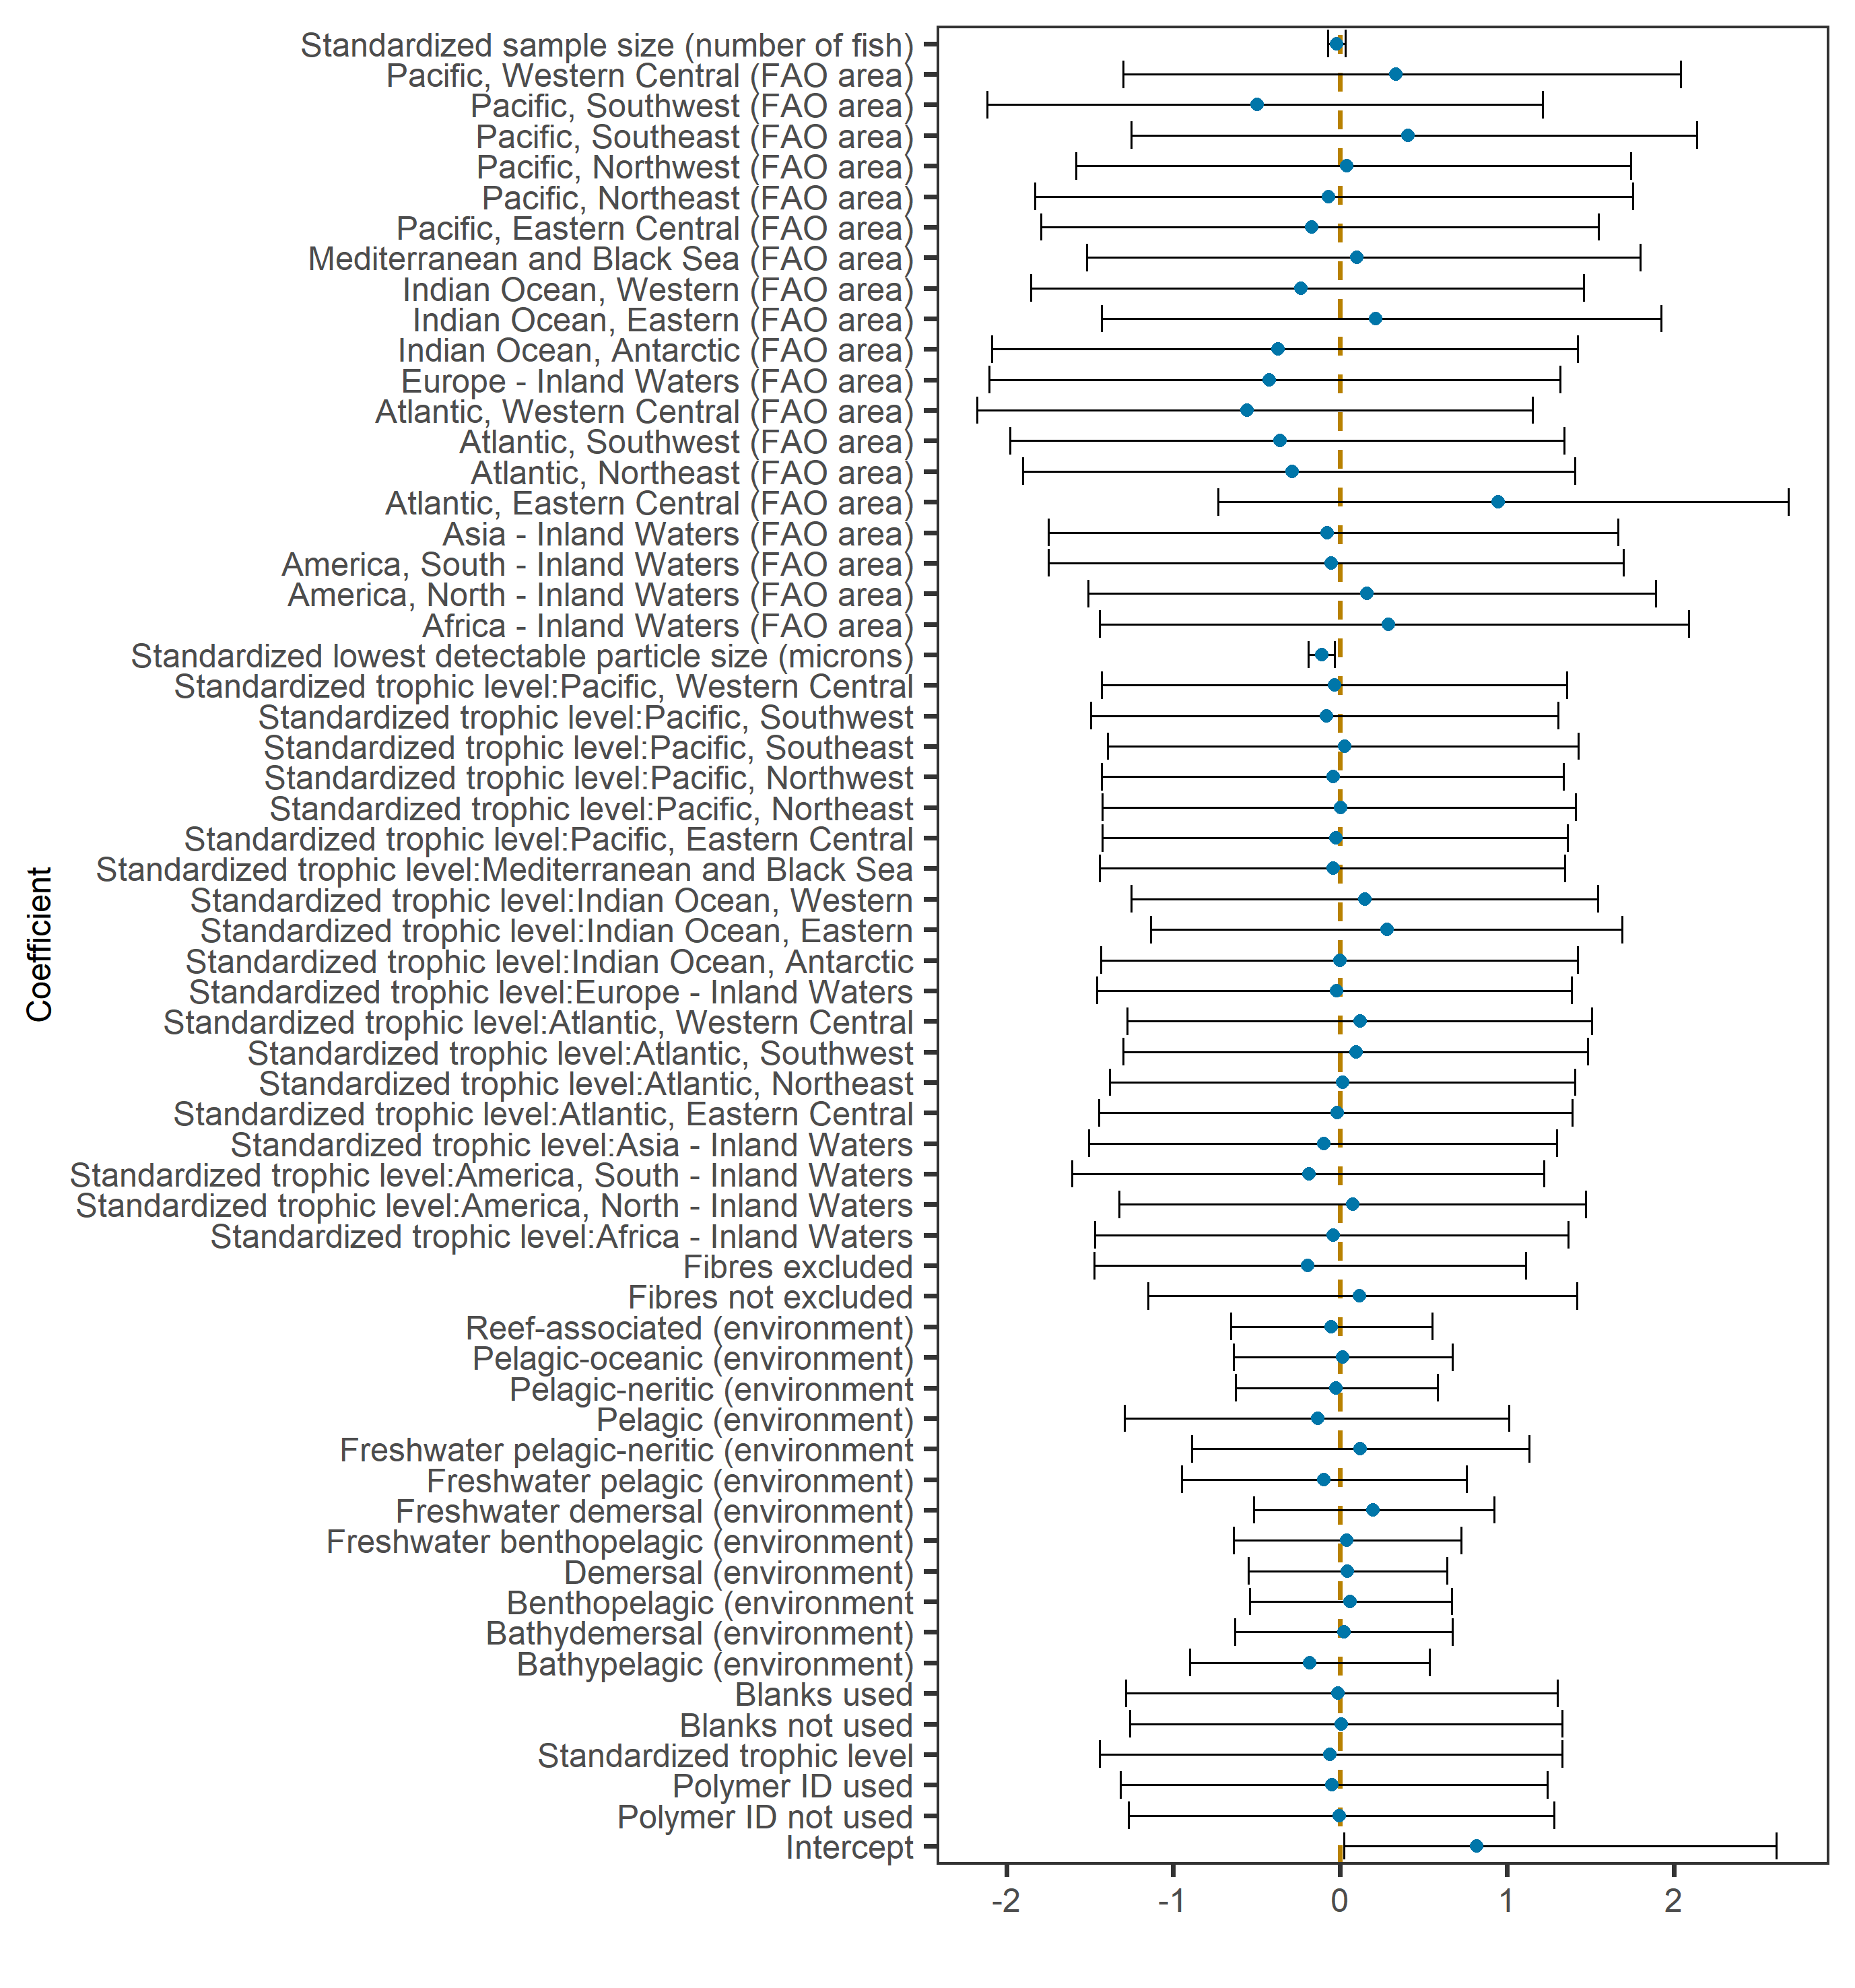 Standardized sample size (number of fish)
Pacific, Western Central (FAO area)
Pacific, Southwest (FAO area)
Pacific, Southeast (FAO area)
Pacific, Northwest (FAO area)
Pacific, Northeast (FAO area)
Pacific, Eastern Central (FAO area)
Mediterranean and Black Sea (FAO area)
Indian Ocean, Western (FAO area)
Indian Ocean, Eastern (FAO area)
Indian Ocean, Antarctic (FAO area)
Europe - Inland Waters (FAO area)
Atlantic, Western Central (FAO area)
Atlantic, Southwest (FAO area)
Atlantic, Northeast (FAO area)
Atlantic, Eastern Central (FAO area)
Asia - Inland Waters (FAO area)
America, South - Inland Waters (FAO area)
America, North - Inland Waters (FAO area)
Africa - Inland Waters (FAO area)
Standardized lowest detectable particle size (microns)
Standardized trophic level:Pacific, Western Central
Standardized trophic level:Pacific, Southwest
Standardized trophic level:Pacific, Southeast
Standardized trophic level:Pacific, Northwest
Standardized trophic level:Pacific, Northeast
Standardized trophic level:Pacific, Eastern Central
Standardized trophic level:Mediterranean and Black Sea
Standardized trophic level:Indian Ocean, Western
Standardized trophic level:Indian Ocean, Eastern
Standardized trophic level:Indian Ocean, Antarctic
Standardized trophic level:Europe - Inland Waters
Standardized trophic level:Atlantic, Western Central
Standardized trophic level:Atlantic, Southwest
Standardized trophic level:Atlantic, Northeast
Standardized trophic level:Atlantic, Eastern Central
Standardized trophic level:Asia - Inland Waters
Standardized trophic level:America, South - Inland Waters
Standardized trophic level:America, North - Inland Waters
Standardized trophic level:Africa - Inland Waters
Fibres excluded
Fibres not excluded
Reef-associated (environment)
Pelagic-oceanic (environment)
Pelagic-neritic (environment
Pelagic (environment)
Freshwater pelagic-neritic (environment
Freshwater pelagic (environment)
Freshwater demersal (environment)
Freshwater benthopelagic (environment)
Demersal (environment)
Benthopelagic (environment
Bathydemersal (environment)
Bathypelagic (environment)
Blanks used
Blanks not used
Standardized trophic level
Polymer ID used
Polymer ID not used
Intercept
Coefficient
-2 -1 0 1 2